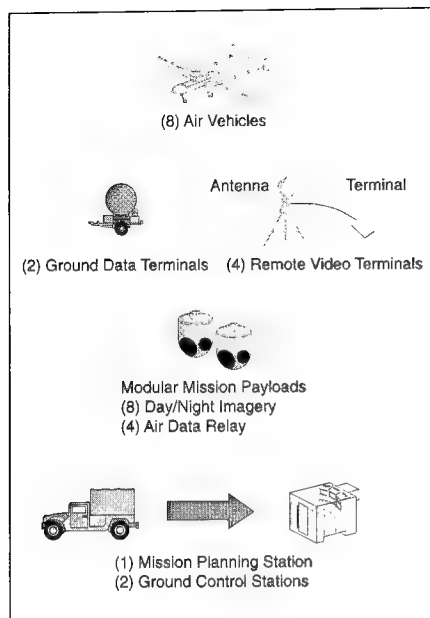 (8) Air Vehicles
Antenna Terminal
(2) Ground Data Terminals (4) Remote Video Terminals
Modular Mission Payloads
(8) Day/Night Imagery
(4) Air Data Relay
(1) Mission Planning Station
(2) Ground Control Stations